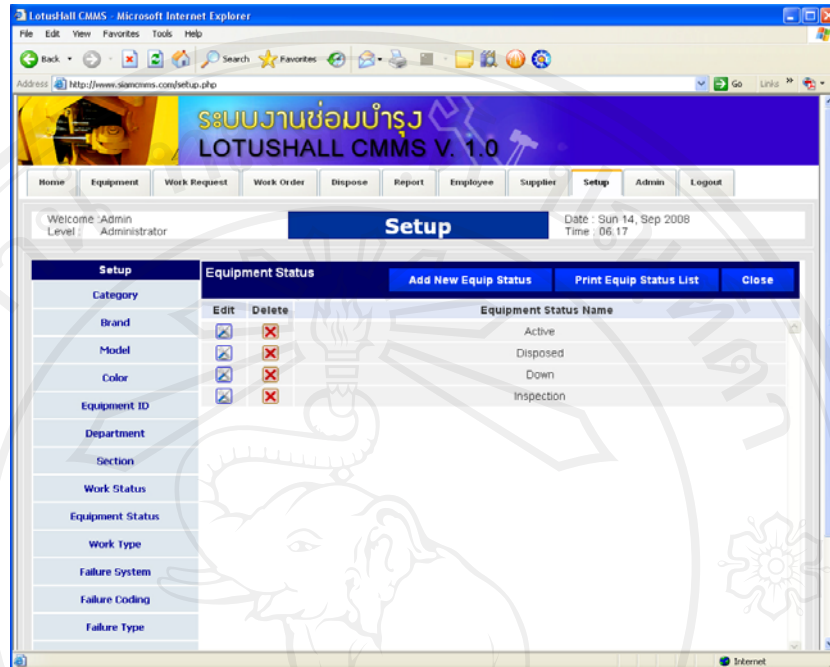 LotusHall CMMS - Microsoft Internet Explorer
File Edit View Favorites Tools Help
Back Search Favorites
Address http://www.siamcmms.com/setup.php Go Links
ระบบงานซ่อมบำรุง
LOTUSHALL CMMS V. 1.0
Home Equipment Work Request Work Order Dispose Report Employee Supplier Setup Admin Logout
Welcome :Admin
Level : Administrator
Setup
Date : Sun 14, Sep 2008
Time : 06:17
Setup
Category
Brand
Model
Color
Equipment ID
Department
Section
Work Status
Equipment Status
Work Type
Failure System
Failure Coding
Failure Type
Equipment Status Add New Equip Status Print Equip Status List Close
Edit Delete Equipment Status Name
Active
Disposed
Down
Inspection
Internet